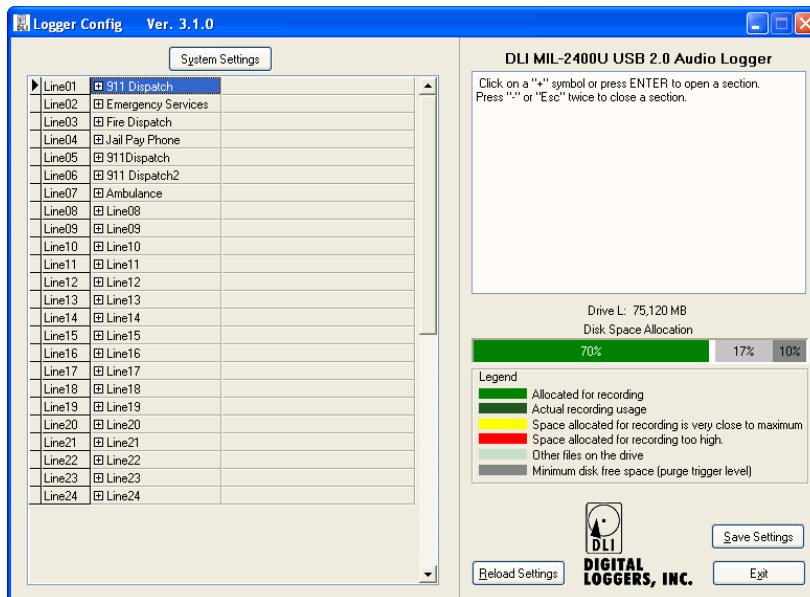 Logger Config Ver. 3.1.0
System Settings
Line01 911 Dispatch
Line02 Emergency Services
Line03 Fire Dispatch
Line04 Jail Pay Phone
Line05 911Dispatch
Line06 911 Dispatch2
Line07 Ambulance
Line08 Line08
Line09 Line09
Line10 Line10
Line11 Line11
Line12 Line12
Line13 Line13
Line14 Line14
Line15 Line15
Line16 Line16
Line17 Line17
Line18 Line18
Line19 Line19
Line20 Line20
Line21 Line21
Line22 Line22
Line23 Line23
Line24 Line24
DLI MIL-2400U USB 2.0 Audio Logger
Click on a "+" symbol or press ENTER to open a section.
Press "-" or "Esc" twice to close a section.
Drive L: 75,120 MB
Disk Space Allocation
70% 17% 10%
Legend
Allocated for recording
Actual recording usage
Space allocated for recording is very close to maximum
Space allocated for recording too high.
Other files on the drive
Minimum disk free space (purge trigger level)
DLI
DIGITAL
LOGGERS, INC.
Save Settings
Reload Settings
Exit